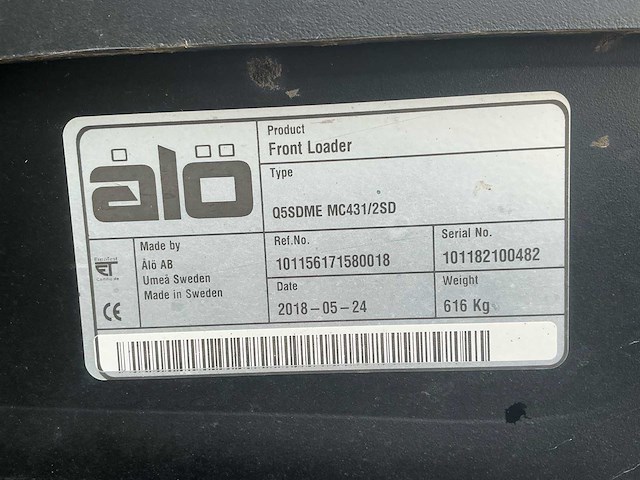 ålö
Product
Front Loader
Type
Q5SDME MC431/2SD
Made by
Ålö AB
Umeå Sweden
Made in Sweden
CE
Ref.No.
101156171580018
Serial No.
101182100482
Date
2018-05-24
Weight
616 Kg